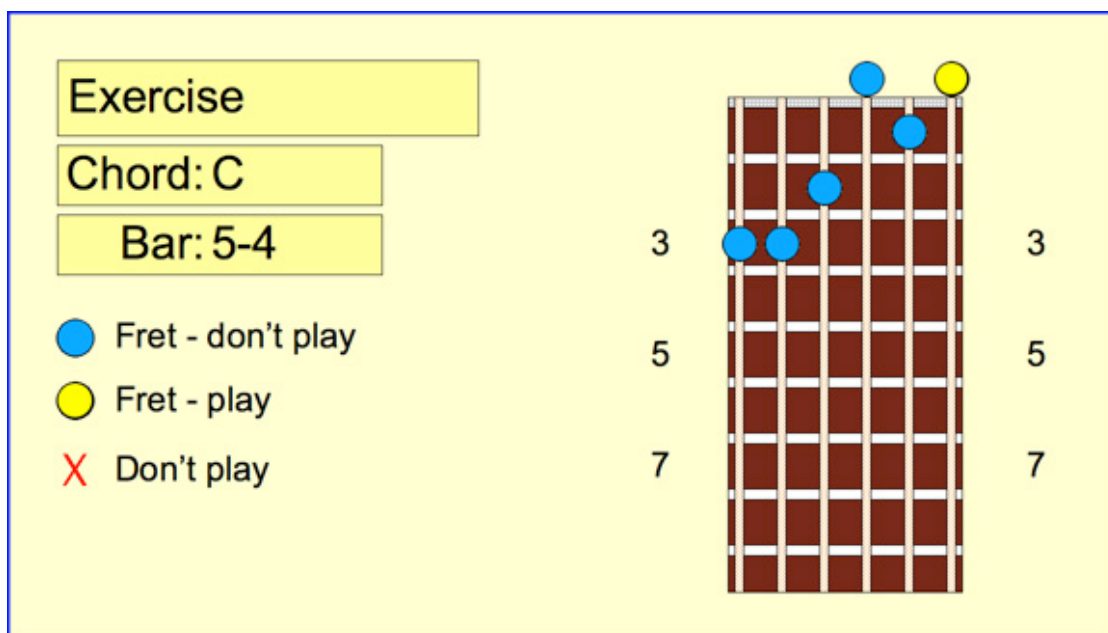 Exercise
Chord: C
Bar: 5-4
Fret - don't play
Fret - play
X Don't play
3 3
5 5
7 7